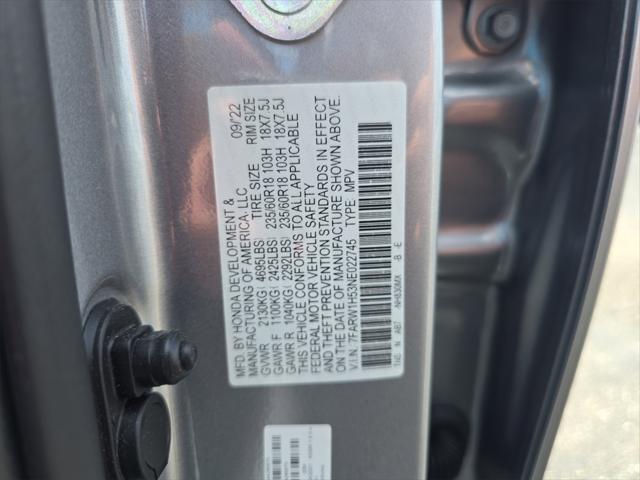 MFD. BY HONDA DEVELOPMENT & 09/22
MANUFACTURING OF AMERICA, LLC
TIRE SIZE RIM SIZE
GVWR 2130KG( 4695LBS)
GAWR F 1100KG( 2425LBS) 235/60R18 103H 18X7.5J
GAWR R 1040KG( 2292LBS) 235/60R18 103H 18X7.5J
THIS VEHICLE CONFORMS TO ALL APPLICABLE
FEDERAL MOTOR VEHICLE SAFETY
AND THEFT PREVENTION STANDARDS IN EFFECT
ON THE DATE OF MANUFACTURE SHOWN ABOVE.
V.I.N. 7FARW1H53NE022745 TYPE: MPV
NH830MX -B -E